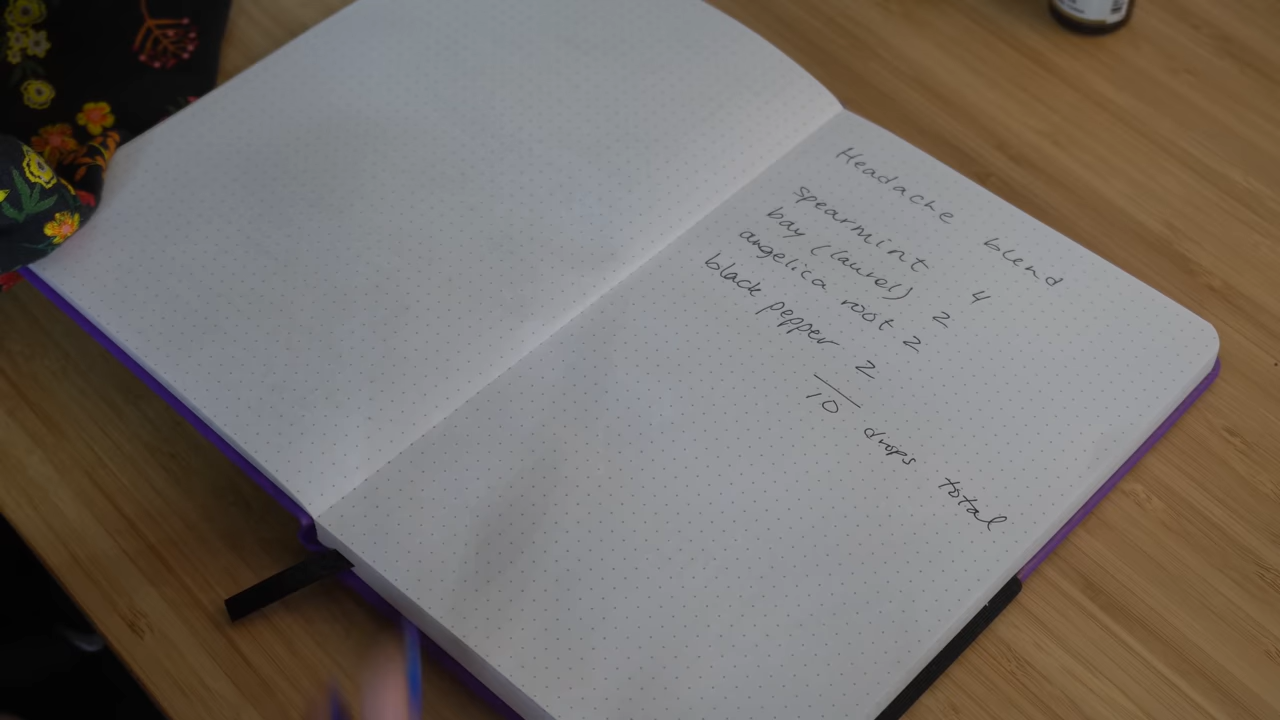 Headache blend
spearmint 4
bay (laurel) 2
angelica root 2
black pepper 2
10 drops total